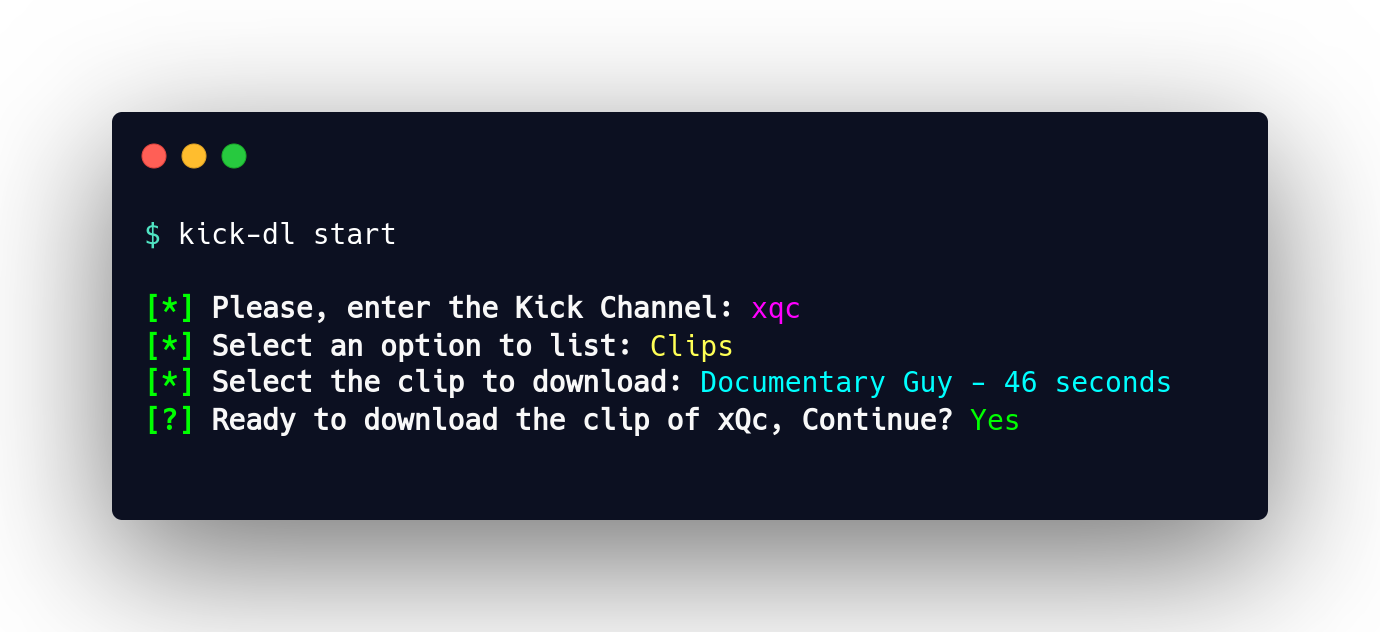 $ kick-dl start
[*] Please, enter the Kick Channel: xqc
[*] Select an option to list: Clips
[*] Select the clip to download: Documentary Guy - 46 seconds
[?] Ready to download the clip of xQc, Continue? Yes